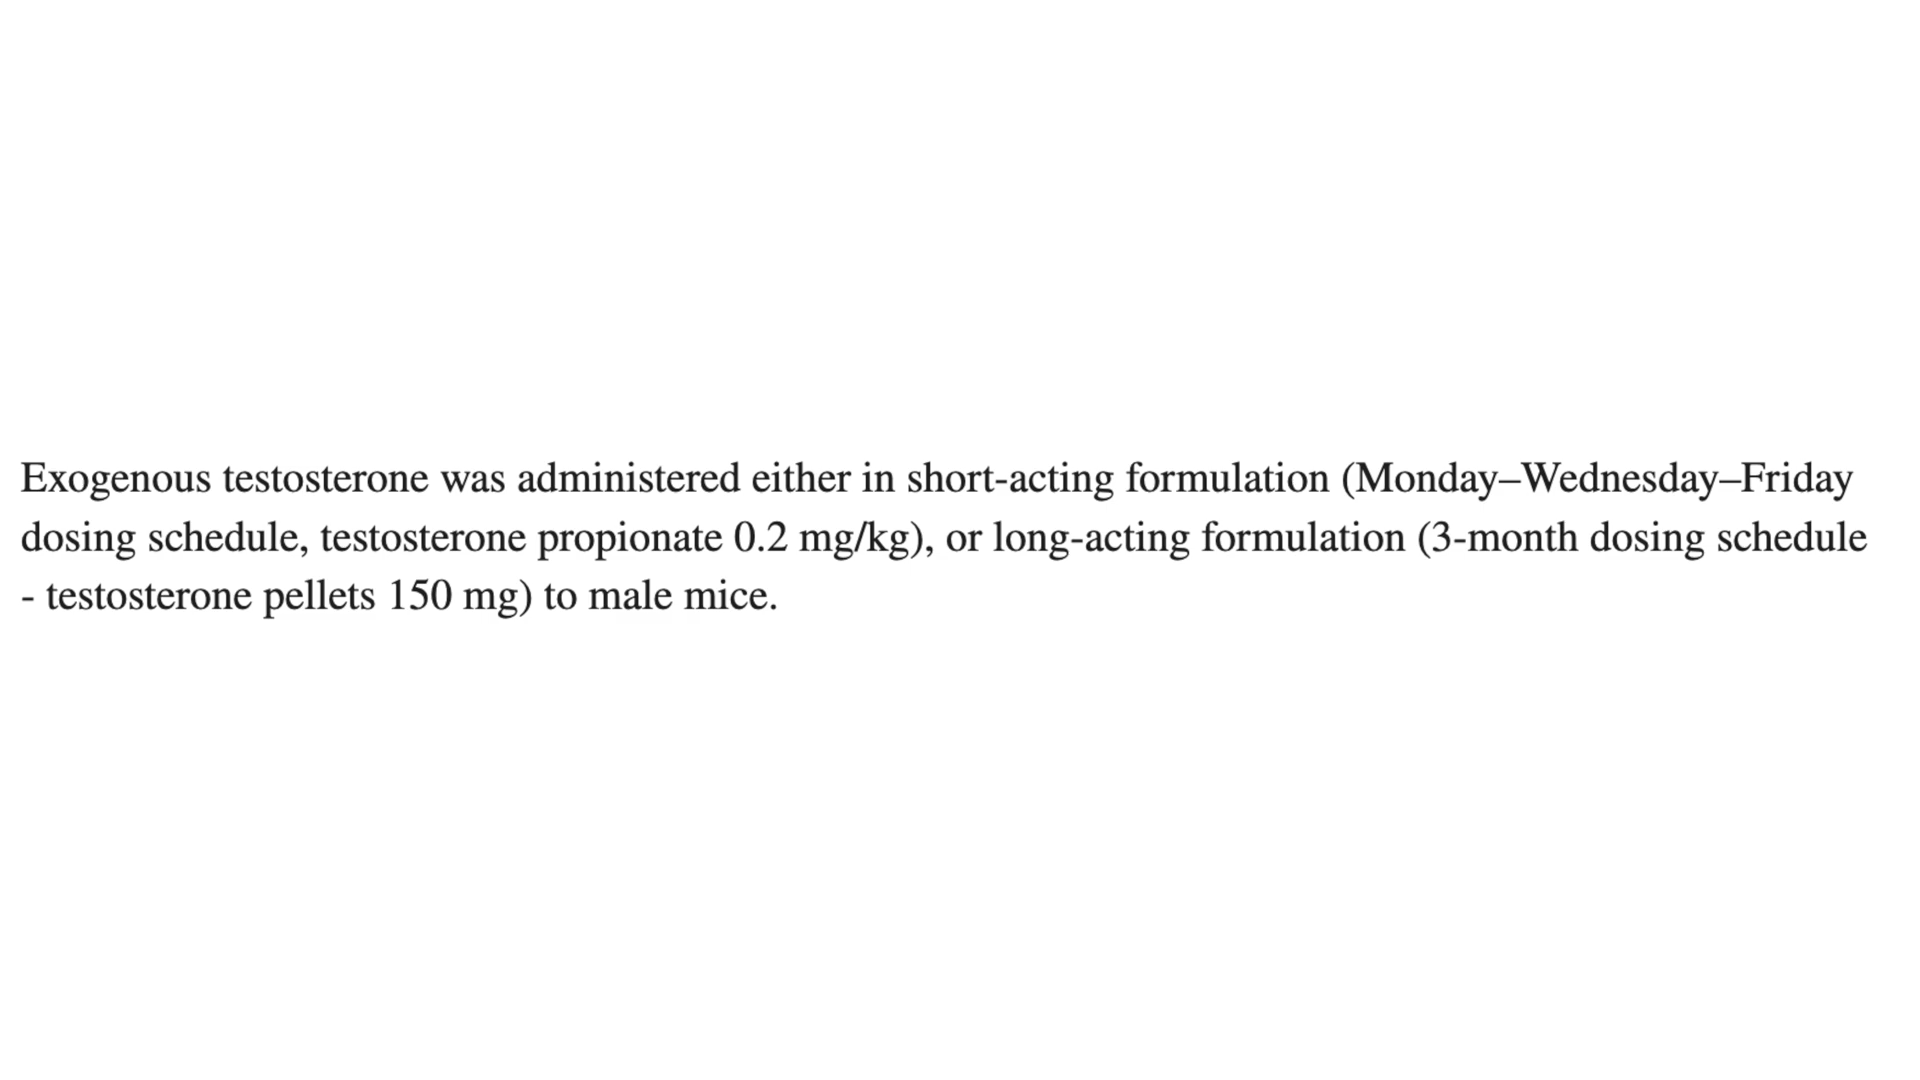 Exogenous testosterone was administered either in short-acting formulation (Monday–Wednesday–Friday
dosing schedule, testosterone propionate 0.2 mg/kg), or long-acting formulation (3-month dosing schedule
- testosterone pellets 150 mg) to male mice.